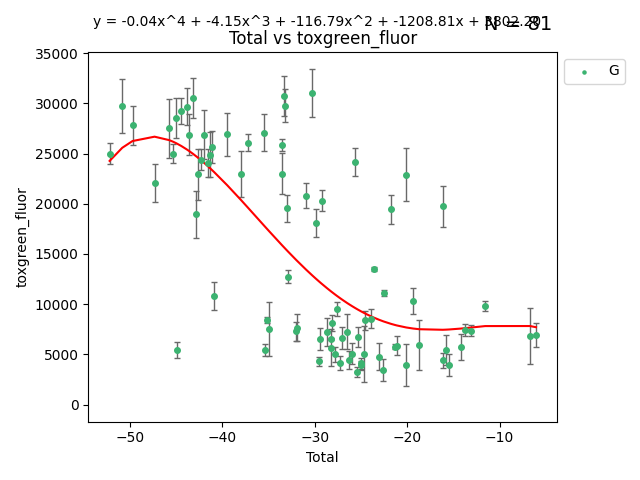 y = -0.04x^4 + -4.15x^3 + -116.79x^2 + -1208.81x + 3802.20
N = 81
Total vs toxgreen_fluor
G
toxgreen_fluor
35000
30000
25000
20000
15000
10000
5000
0
−50 −40 −30 −20 −10
Total